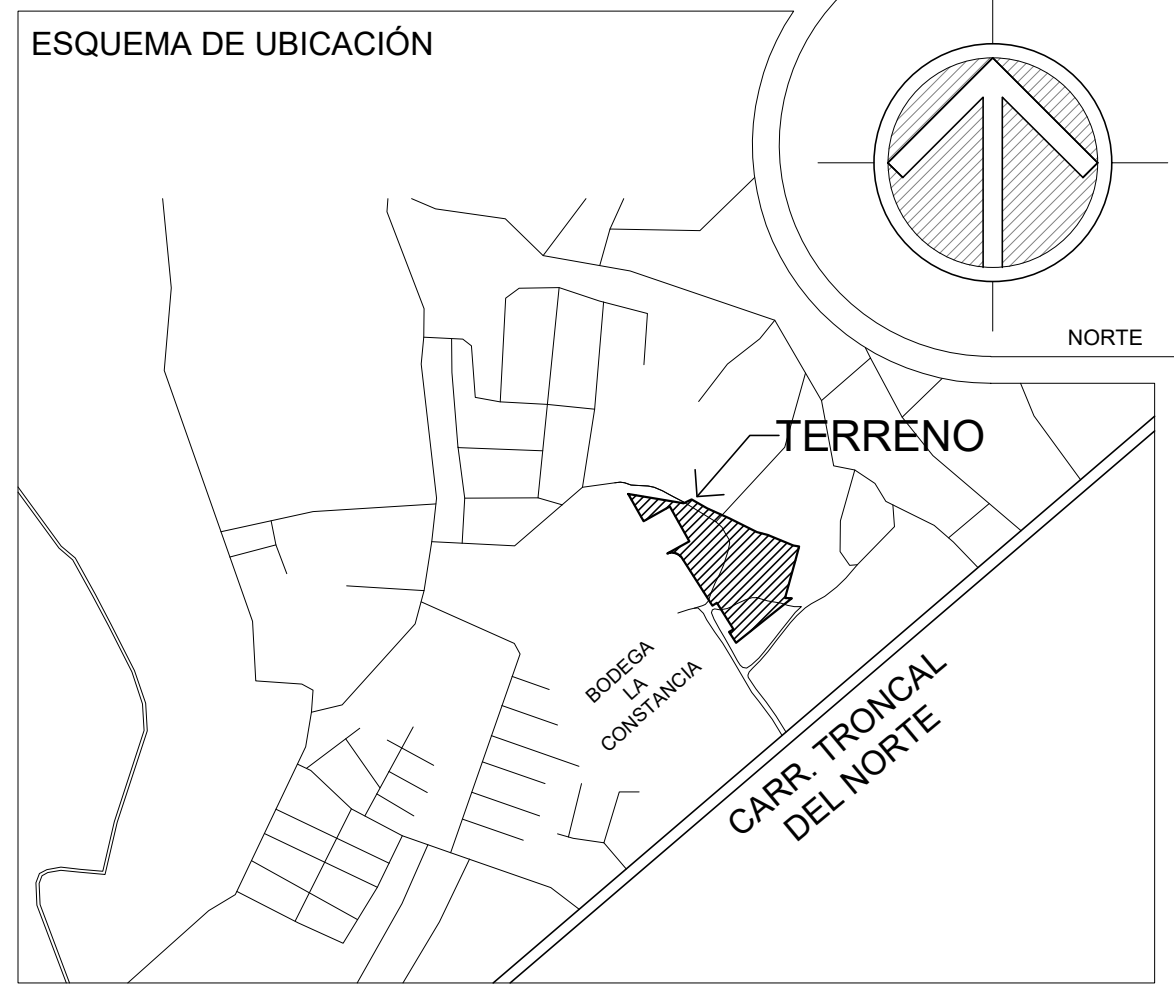 ESQUEMA DE UBICACIÓN
NORTE
TERRENO
BODEGA
LA
CONSTANCIA
CARR. TRONCAL
DEL NORTE